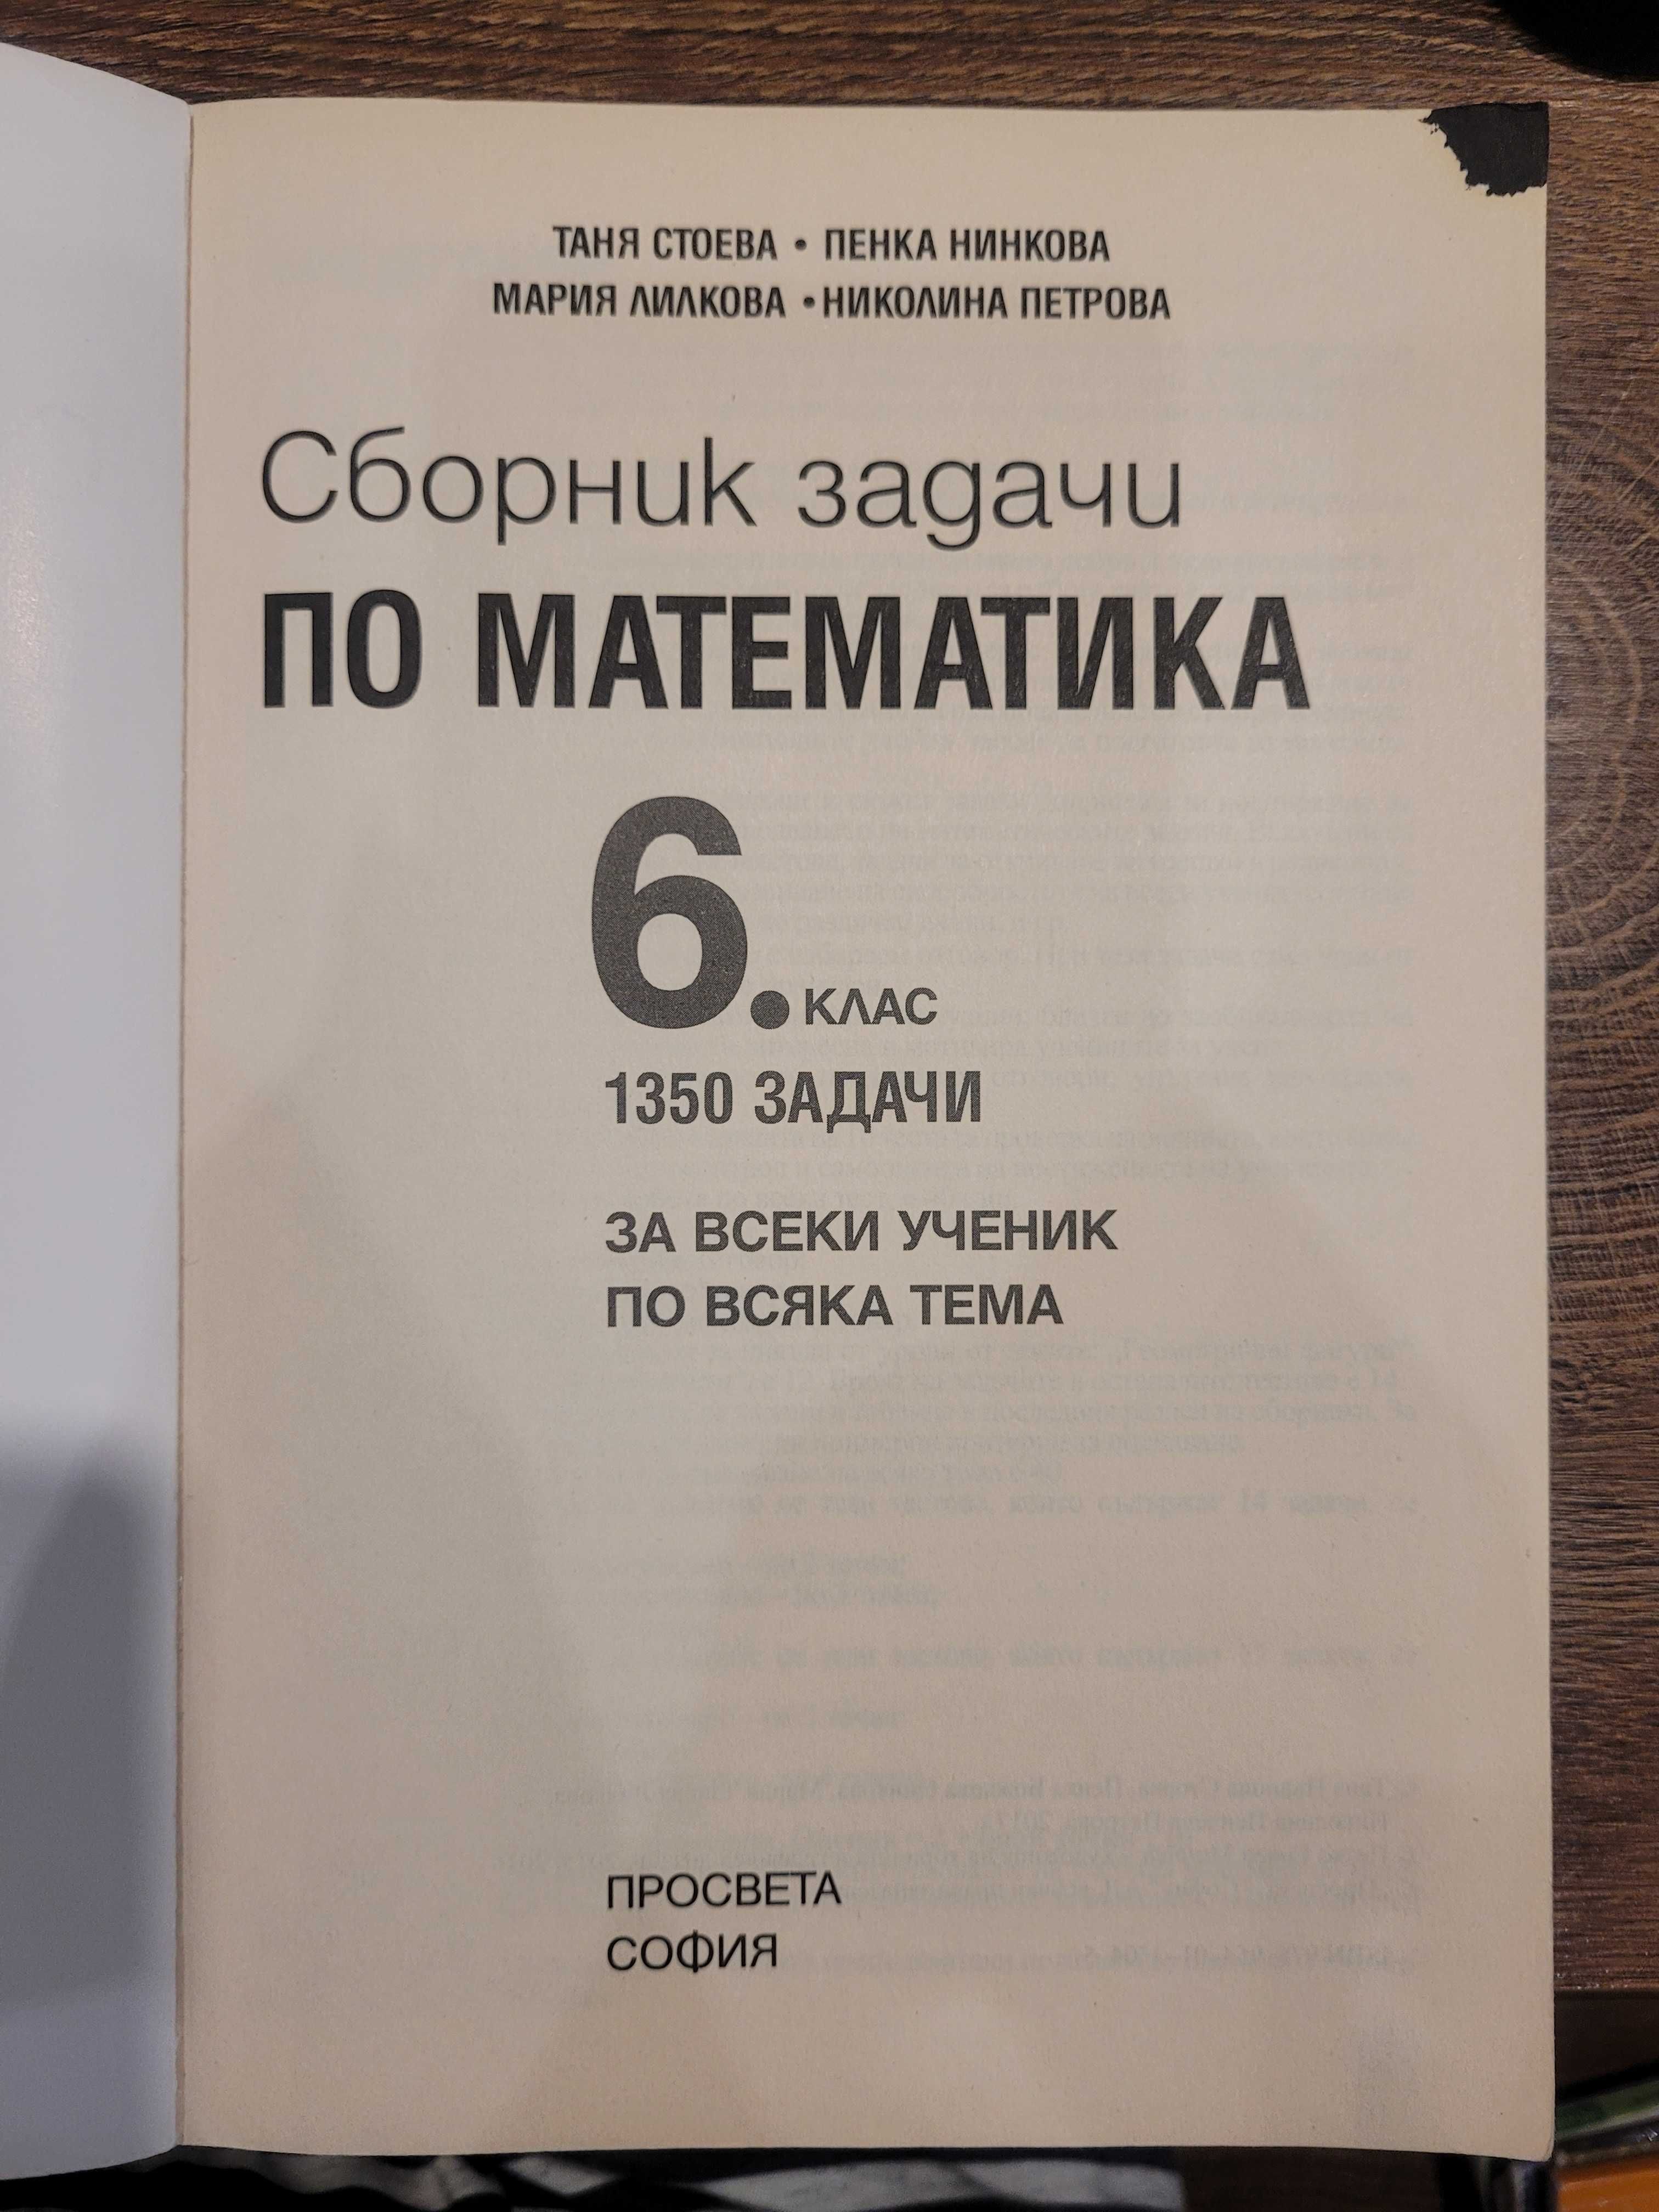 ТАНЯ СТОЕВА • ПЕНКА НИНКОВА
МАРИЯ ЛИЛКОВА • НИКОЛИНА ПЕТРОВА
Сборник задачи
ПО МАТЕМАТИКА
6. КЛАС
1350 ЗАДАЧИ
ЗА ВСЕКИ УЧЕНИК
ПО ВСЯКА ТЕМА
ПРОСВЕТА
СОФИЯ